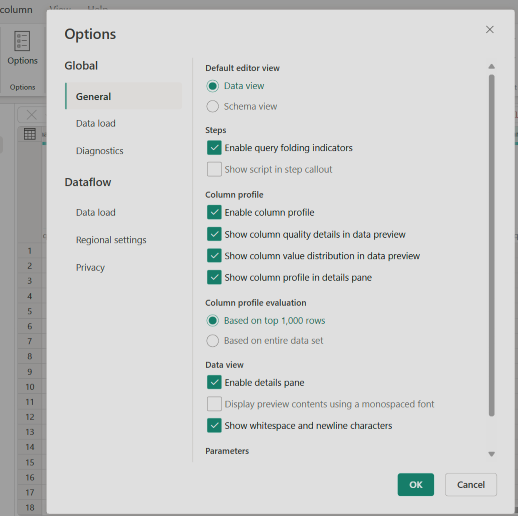 column View Help
Options
Options
Options
Global
General
Data load
Diagnostics
Dataflow
Data load
Regional settings
Privacy
Default editor view
Data view
Schema view
Steps
Enable query folding indicators
Show script in step callout
Column profile
Enable column profile
Show column quality details in data preview
Show column value distribution in data preview
Show column profile in details pane
Column profile evaluation
Based on top 1,000 rows
Based on entire data set
Data view
Enable details pane
Display preview contents using a monospaced font
Show whitespace and newline characters
Parameters
OK
Cancel
1
2
3
4
5
6
7
8
9
10
11
12
13
14
15
16
17
18